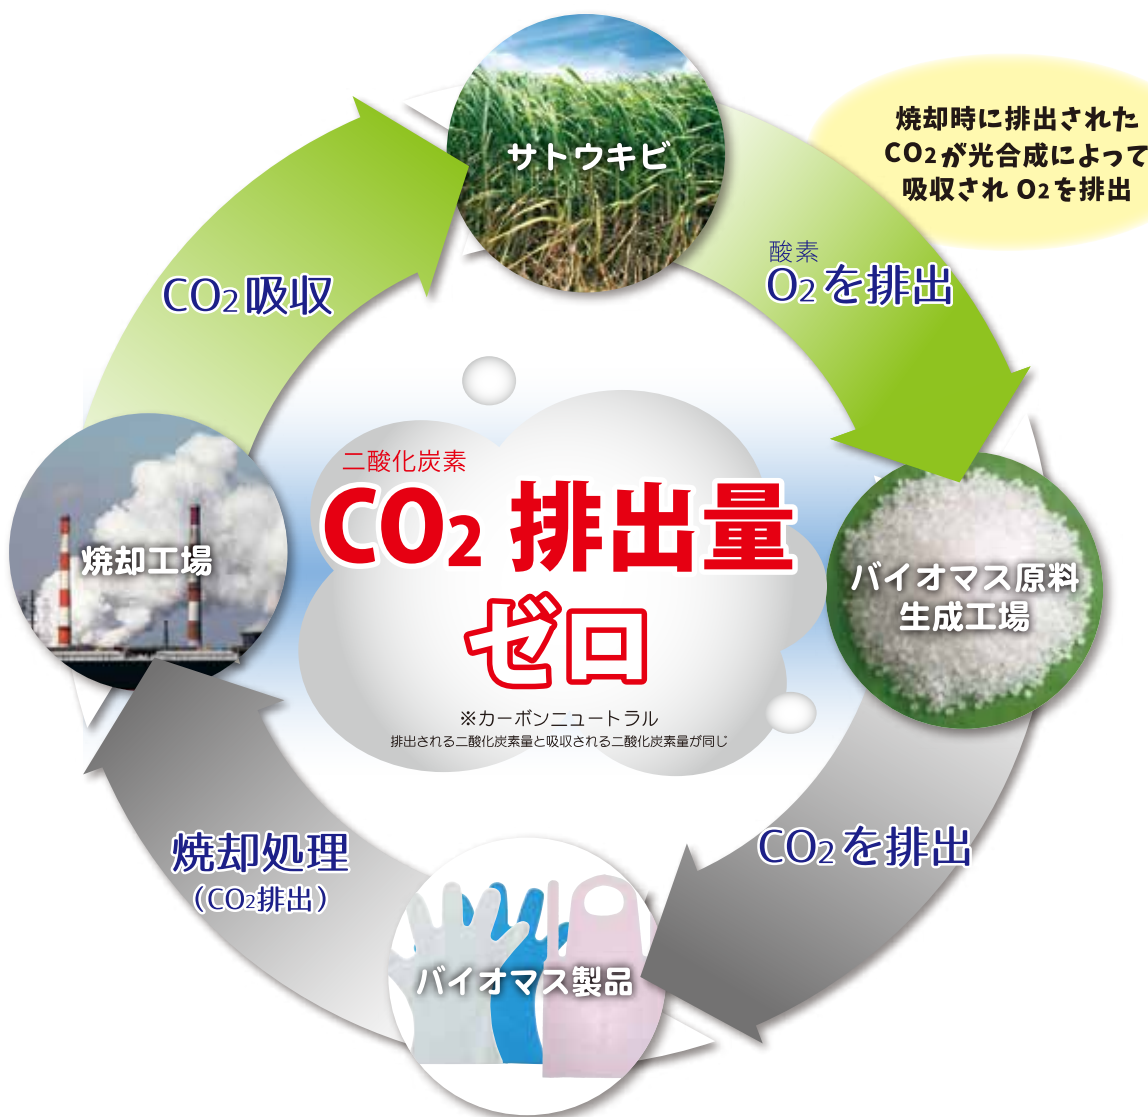 サトウキビ
焼却時に排出された
CO2が光合成によって
吸収され O2を排出
酸素
O2を排出
CO2吸収
二酸化炭素
CO2 排出量
ゼロ
※カーボンニュートラル
排出される二酸化炭素量と吸収される二酸化炭素量が同じ
焼却工場
バイオマス原料
生成工場
CO2を排出
焼却処理
（CO2排出）
バイオマス製品